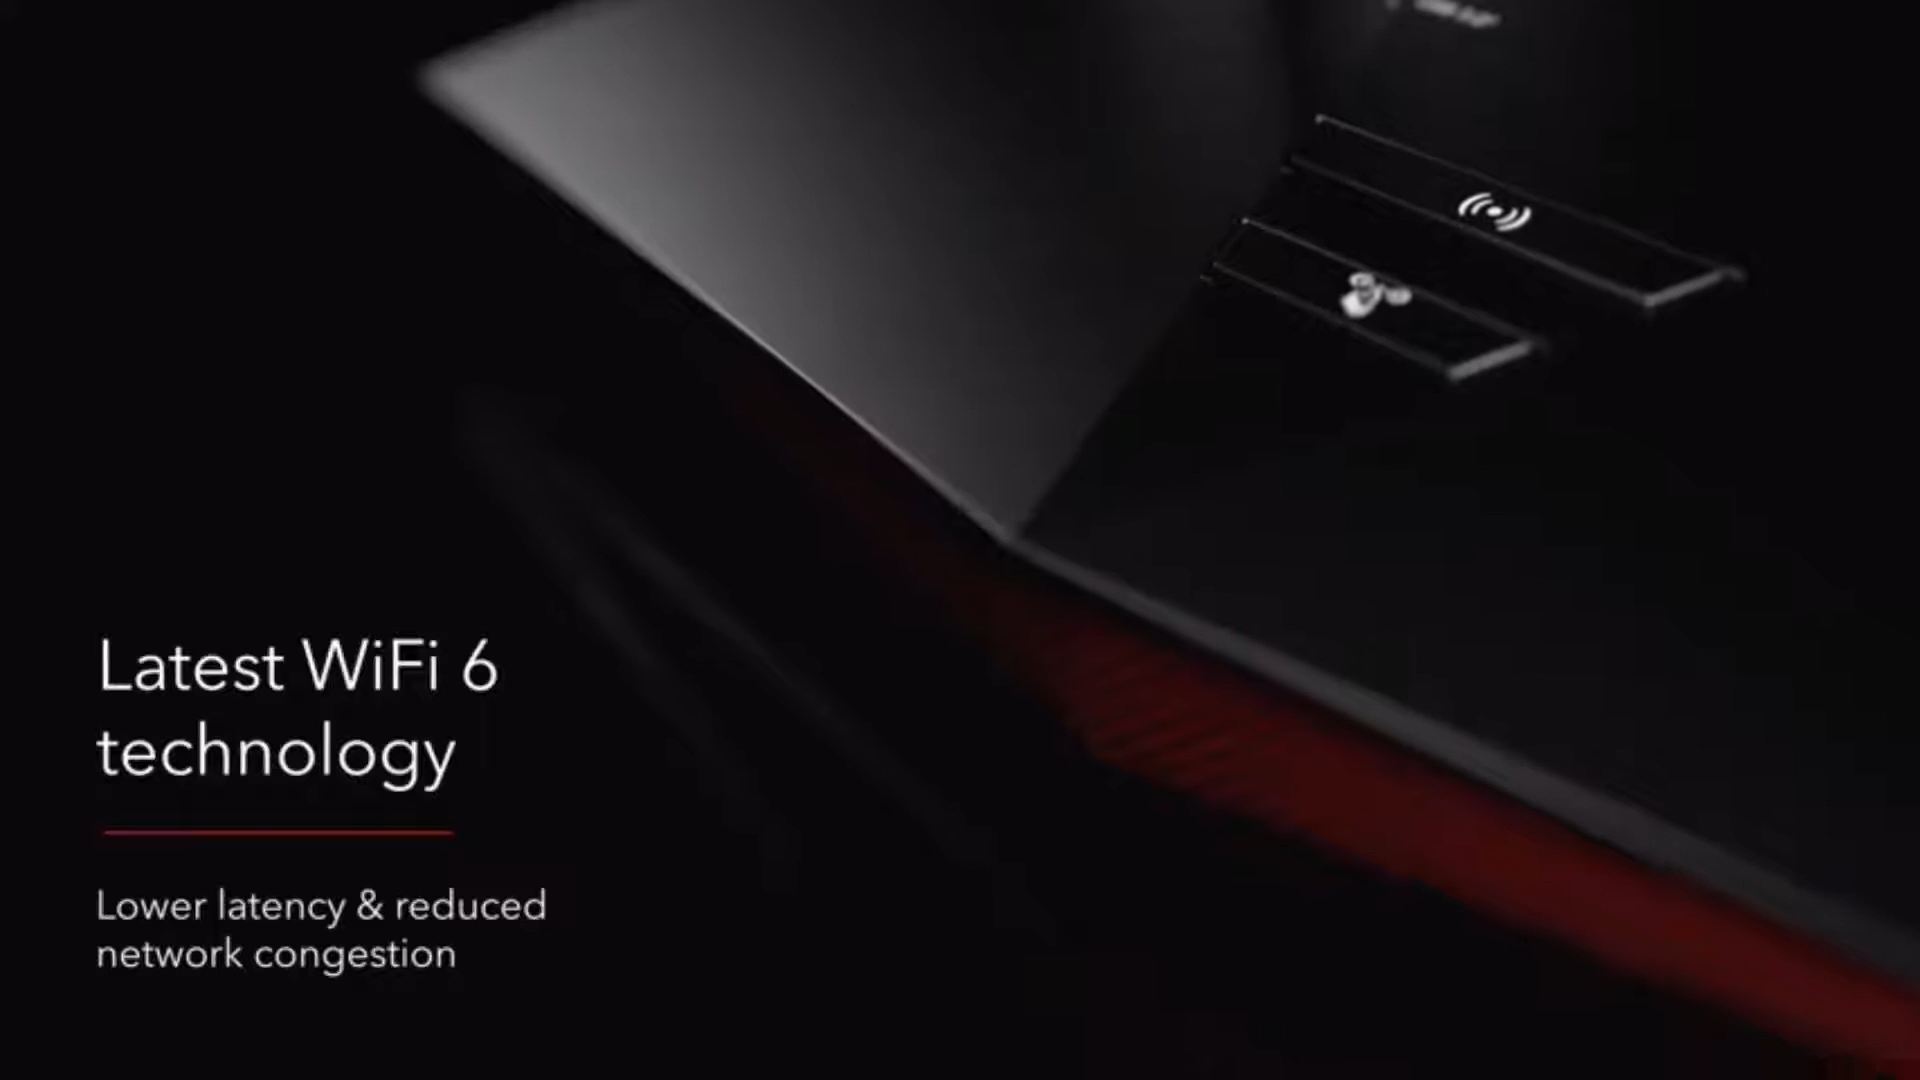 Latest WiFi 6
technology
Lower latency & reduced
network congestion